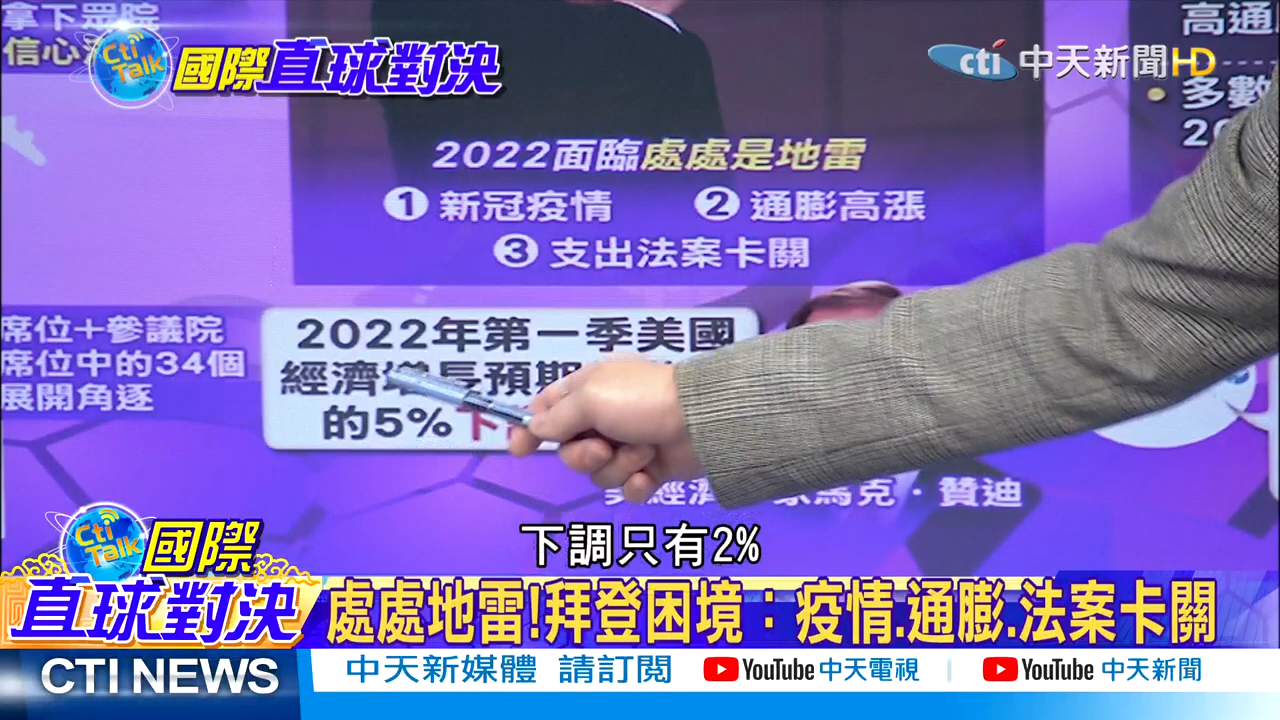 拿下眾院
信心
Cti Talk
國際直球對決
cti 中天新聞HD
高通
多數
2022面臨處處是地雷
① 新冠疫情 ② 通膨高漲
③ 支出法案卡關
席位+參議院
席位中的34個
展開角逐
2022年第一季美國
經濟增長預期
的5%下
經濟 馬克·贊迪
下調只有2%
Cti Talk
國際
直球對決
處處地雷!拜登困境:疫情.通膨.法案卡關
CTI NEWS
中天新媒體 請訂閱 YouTube 中天電視 YouTube 中天新聞